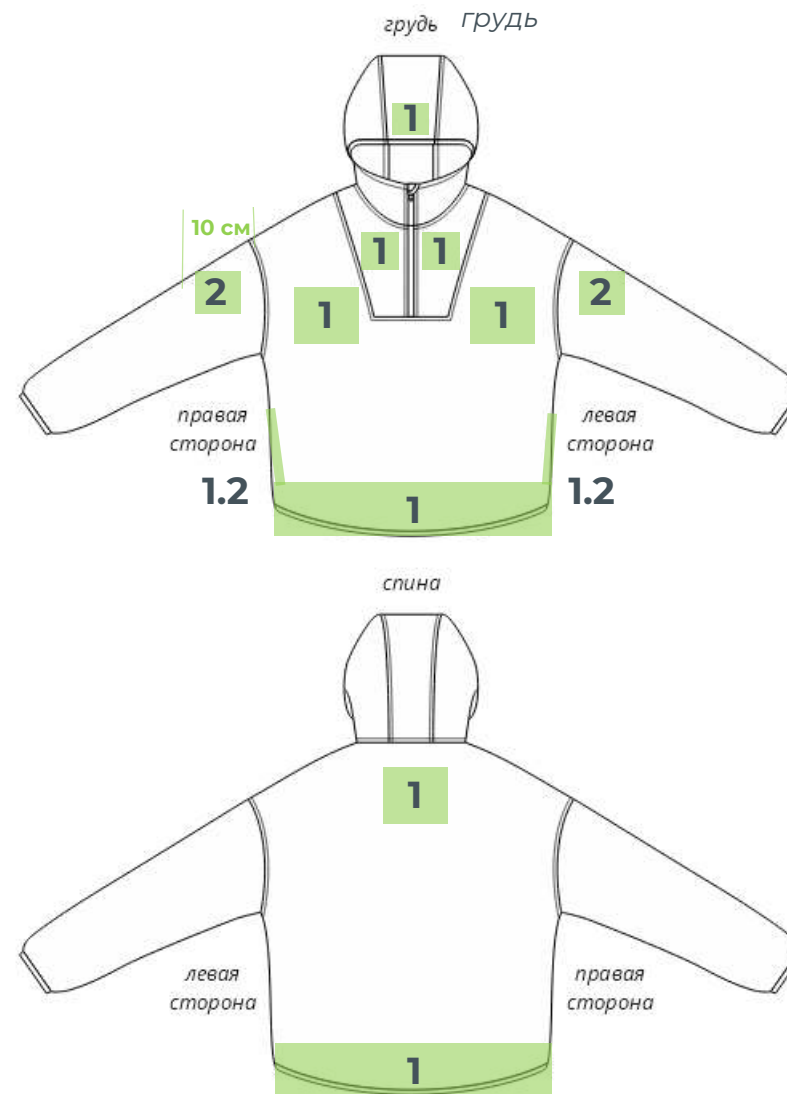 грудь грудь
1
10 см
1 1
2 2
1 1
правая
сторона
левая
сторона
1.2 1 1.2
спина
1
левая
сторона
правая
сторона
1